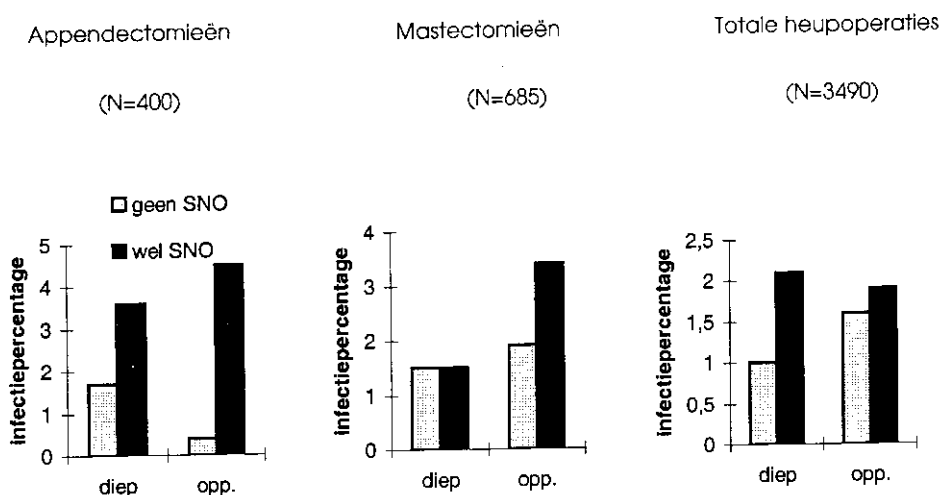 Appendectomieën
(N=400)
geen SNO
wel SNO
infectiepercentage
5
4
3
2
1
0
diep opp.
Mastectomieën
(N=685)
infectiepercentage
4
3
2
1
0
diep opp.
Totale heupoperaties
(N=3490)
infectiepercentage
2,5
2
1,5
1
0,5
0
diep opp.